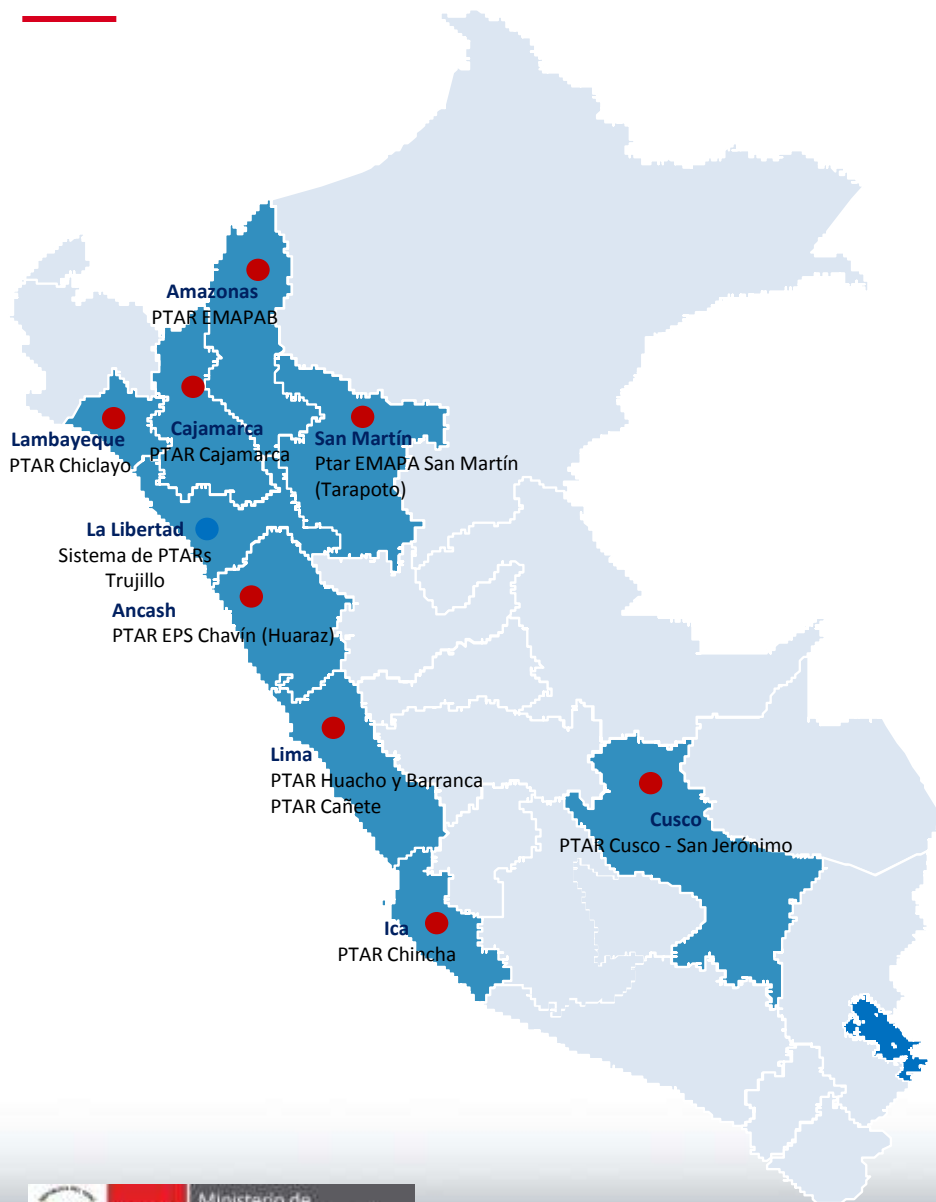 Amazonas
PTAR EMAPAB
Lambayeque
PTAR Chiclayo
Cajamarca
PTAR Cajamarca
San Martín
Ptar EMAPA San Martín
(Tarapoto)
La Libertad
Sistema de PTARs
Trujillo
Ancash
PTAR EPS Chavín (Huaraz)
Lima
PTAR Huacho y Barranca
PTAR Cañete
Cusco
PTAR Cusco - San Jerónimo
Ica
PTAR Chincha
Ministerio de